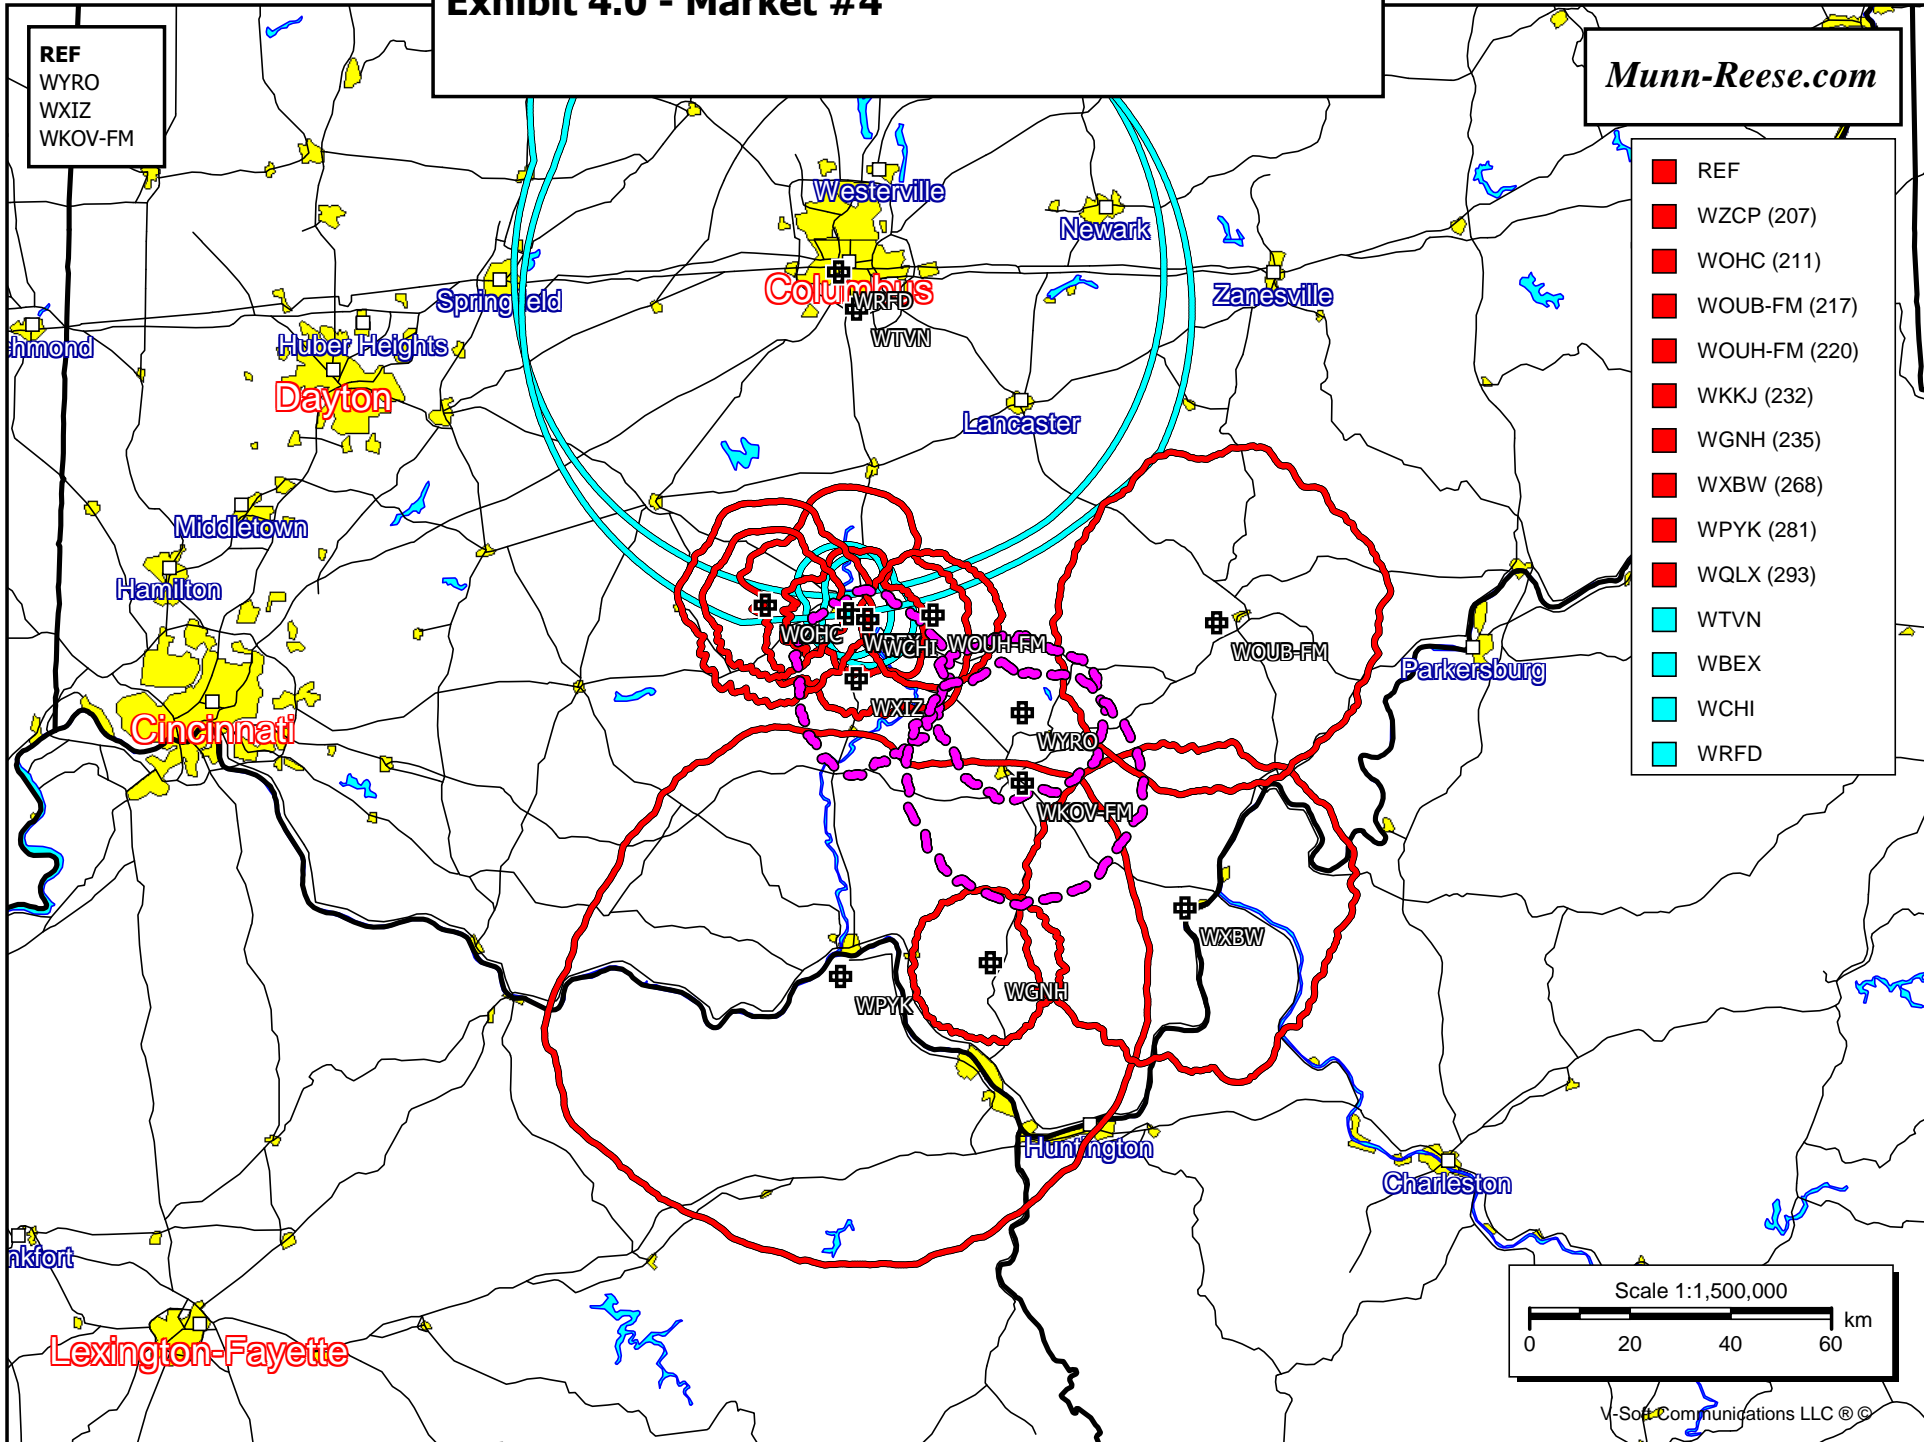 Exhibit 4.0 - Market #4
REF
WYRO
WXIZ
WKOV-FM
Munn-Reese.com
REF
WZCP (207)
WOHC (211)
WOUB-FM (217)
WOUH-FM (220)
WKKJ (232)
WGNH (235)
WXBW (268)
WPYK (281)
WQLX (293)
WTVN
WBEX
WCHI
WRFD
Westerville
Newark
Columbus
Springfield
Zanesville
WRFD
WTVN
hmond
Huber Heights
Dayton
Lancaster
Middletown
Hamilton
WOHC
WCHI
WOUH-FM
WOUB-FM
Parkersburg
WXIZ
Cincinnati
WYRO
WKOV-FM
WXBW
WGNH
WPYK
Huntington
Charleston
nkfort
Lexington-Fayette
Scale 1:1,500,000
km
0 20 40 60
V-Soft Communications LLC ® ©